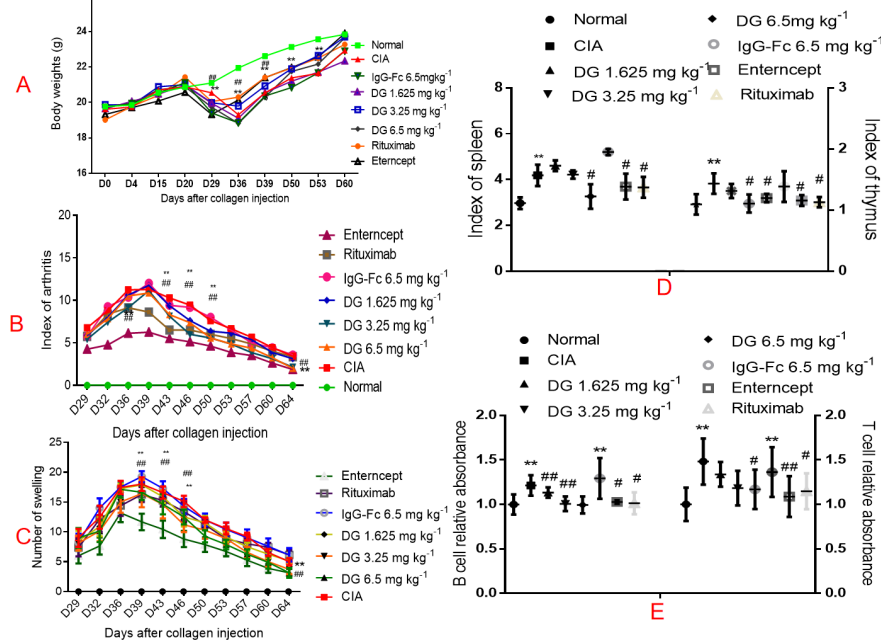 A
Body weights (g)
24
22
20
18
16
D0 D4 D15 D20 D29 D36 D39 D50 D53 D60
Days after collagen injection
## ## ##
** ** ** ** **
Normal
CIA
IgG-Fc 6.5mgkg⁻¹
DG 1.625 mg kg⁻¹
DG 3.25 mg kg⁻¹
DG 6.5 mg kg⁻¹
Rituximab
Eterncept
B
Index of arthritis
20
15
10
5
0
D29 D32 D36 D39 D43 D46 D50 D53 D57 D60 D64
Days after collagen injection
** ** **
## ## ##
**
##
##
**
Enterncept
Rituximab
IgG-Fc 6.5 mg kg⁻¹
DG 1.625 mg kg⁻¹
DG 3.25 mg kg⁻¹
DG 6.5 mg kg⁻¹
CIA
Normal
C
Number of swelling
25
20
15
10
5
0
D29 D32 D36 D39 D43 D46 D50 D53 D57 D60 D64
Days after collagen injection
** ** ##
## ## **
**
##
Enterncept
Rituximab
IgG-Fc 6.5 mg kg⁻¹
DG 1.625 mg kg⁻¹
DG 3.25 mg kg⁻¹
DG 6.5 mg kg⁻¹
CIA
Normal
CIA
DG 1.625 mg kg⁻¹
DG 3.25 mg kg⁻¹
DG 6.5mg kg⁻¹
IgG-Fc 6.5 mg kg⁻¹
Enterncept
Rituximab
Index of spleen
8
6
4
2
0
** # # #
** # # # #
3
2
1
0
Index of thymus
D
Normal
CIA
DG 1.625 mg kg⁻¹
DG 3.25 mg kg⁻¹
DG 6.5 mg kg⁻¹
IgG-Fc 6.5 mg kg⁻¹
Enterncept
Rituximab
B cell relative absorbance
2.0
1.5
1.0
0.5
0.0
** ## ## ** # #
** # ** ## #
2.0
1.5
1.0
0.5
0.0
T cell relative absorbance
E